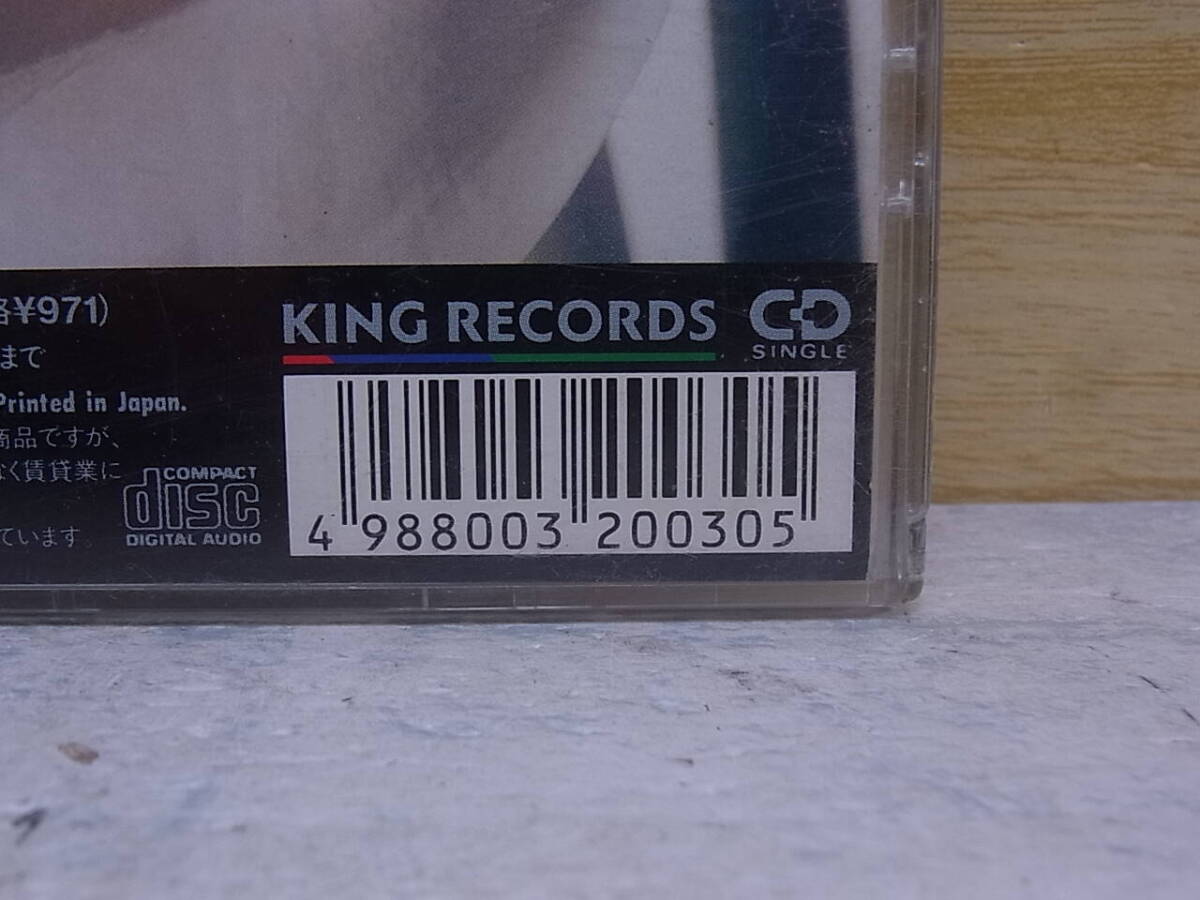 格¥971)
まで
Printed in Japan.
商品ですが、
なく賃貸業に
ています。
COMPACT
disc
DIGITAL AUDIO
KING RECORDS
CD
SINGLE
4 988003 200305